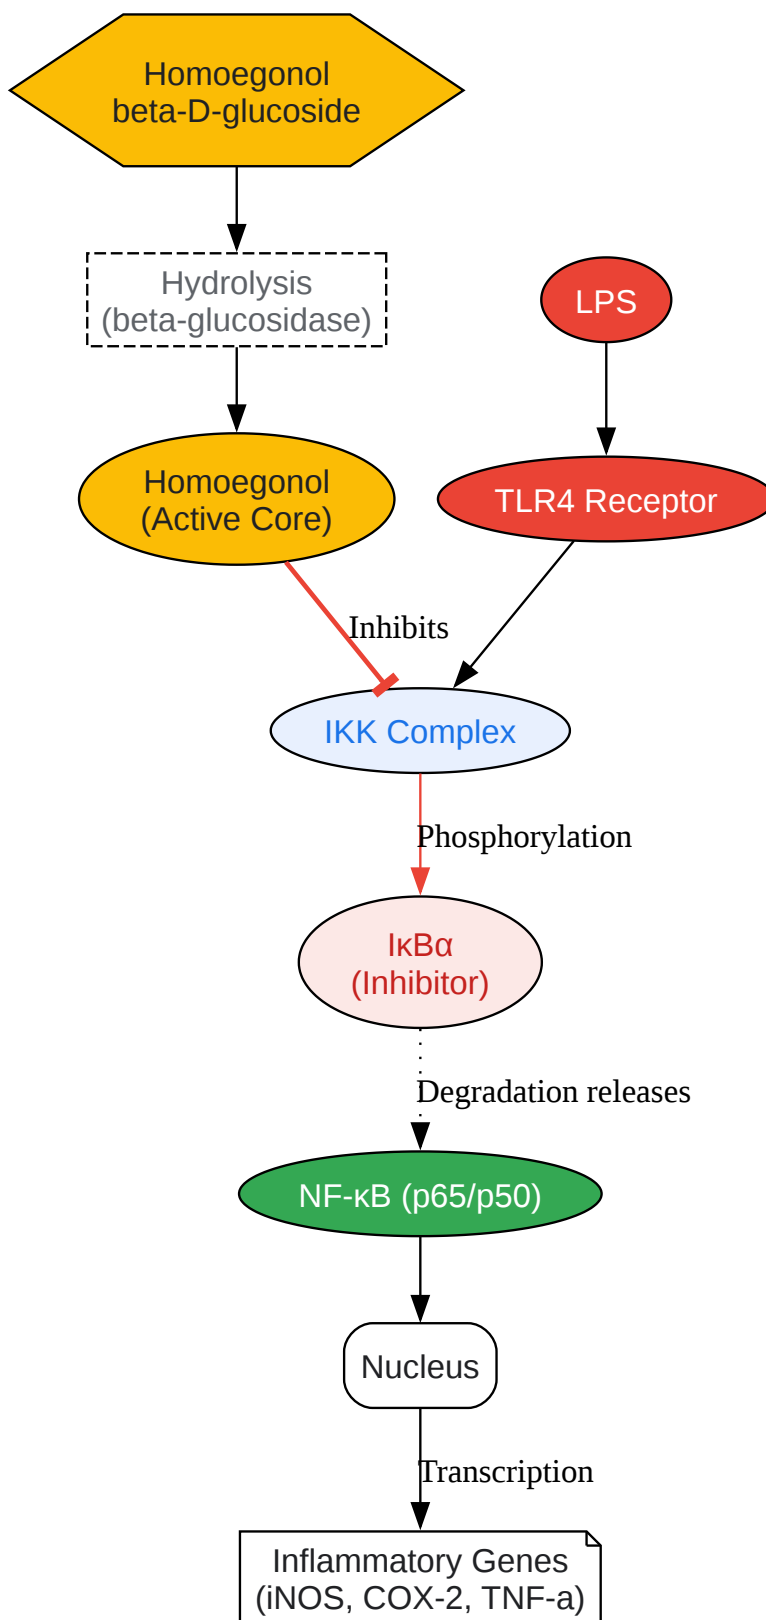 Homoegonol
beta-D-glucoside
Hydrolysis
(beta-glucosidase)
LPS
Homoegonol
(Active Core)
TLR4 Receptor
Inhibits
IKK Complex
Phosphorylation
IκBα
(Inhibitor)
Degradation releases
NF-κB (p65/p50)
Nucleus
Transcription
Inflammatory Genes
(iNOS, COX-2, TNF-a)